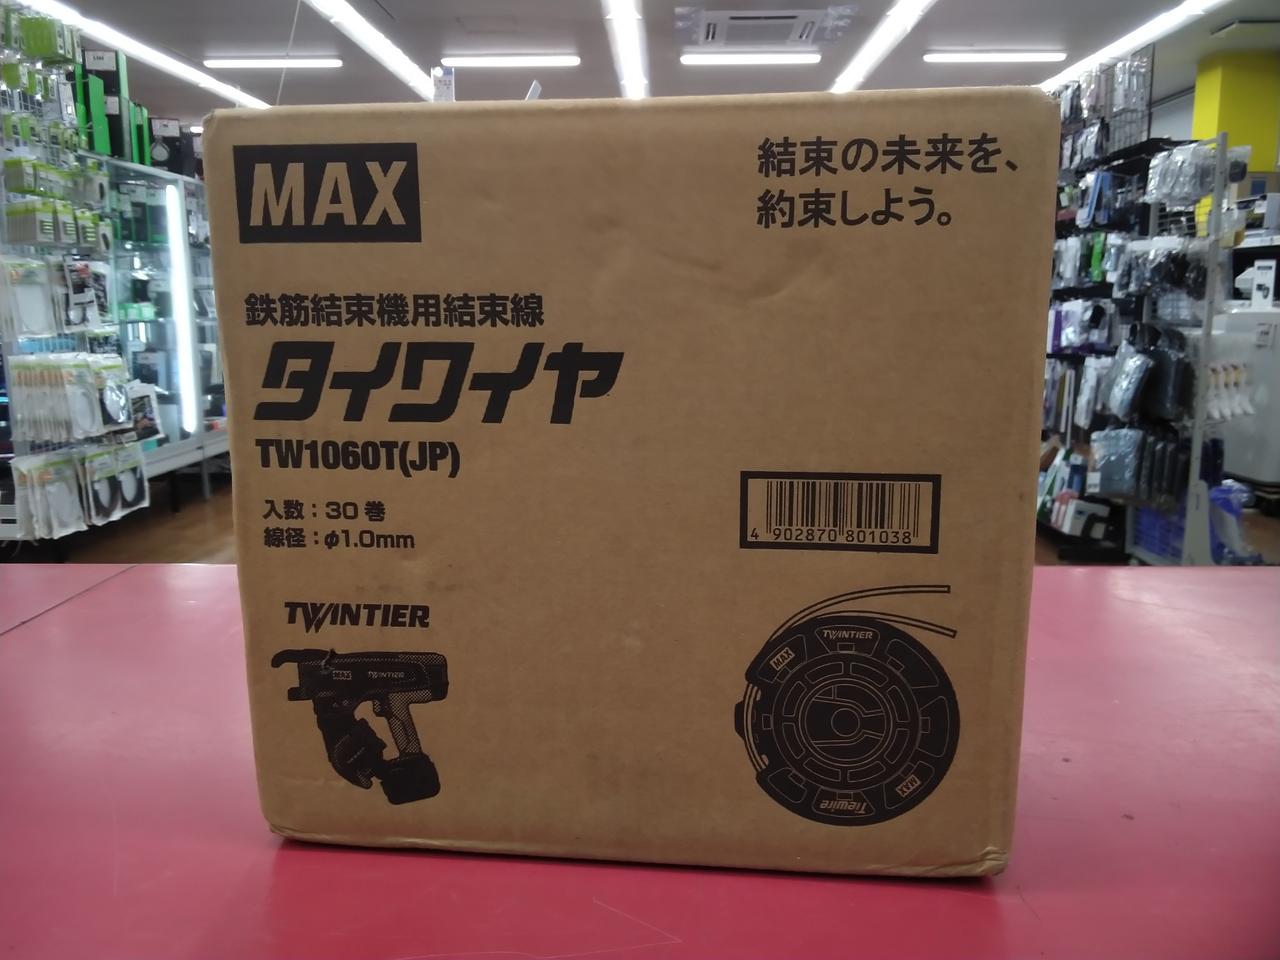 MAX
結束の未来を、
約束しよう。
鉄筋結束機用結束線
タイワイヤ
TW1060T(JP)
入数：30巻
線径：φ1.0mm
4 902870 801038
TWINTIER
MAX TWINTIER
TWINTIER
MAX
MAX
Tiewire